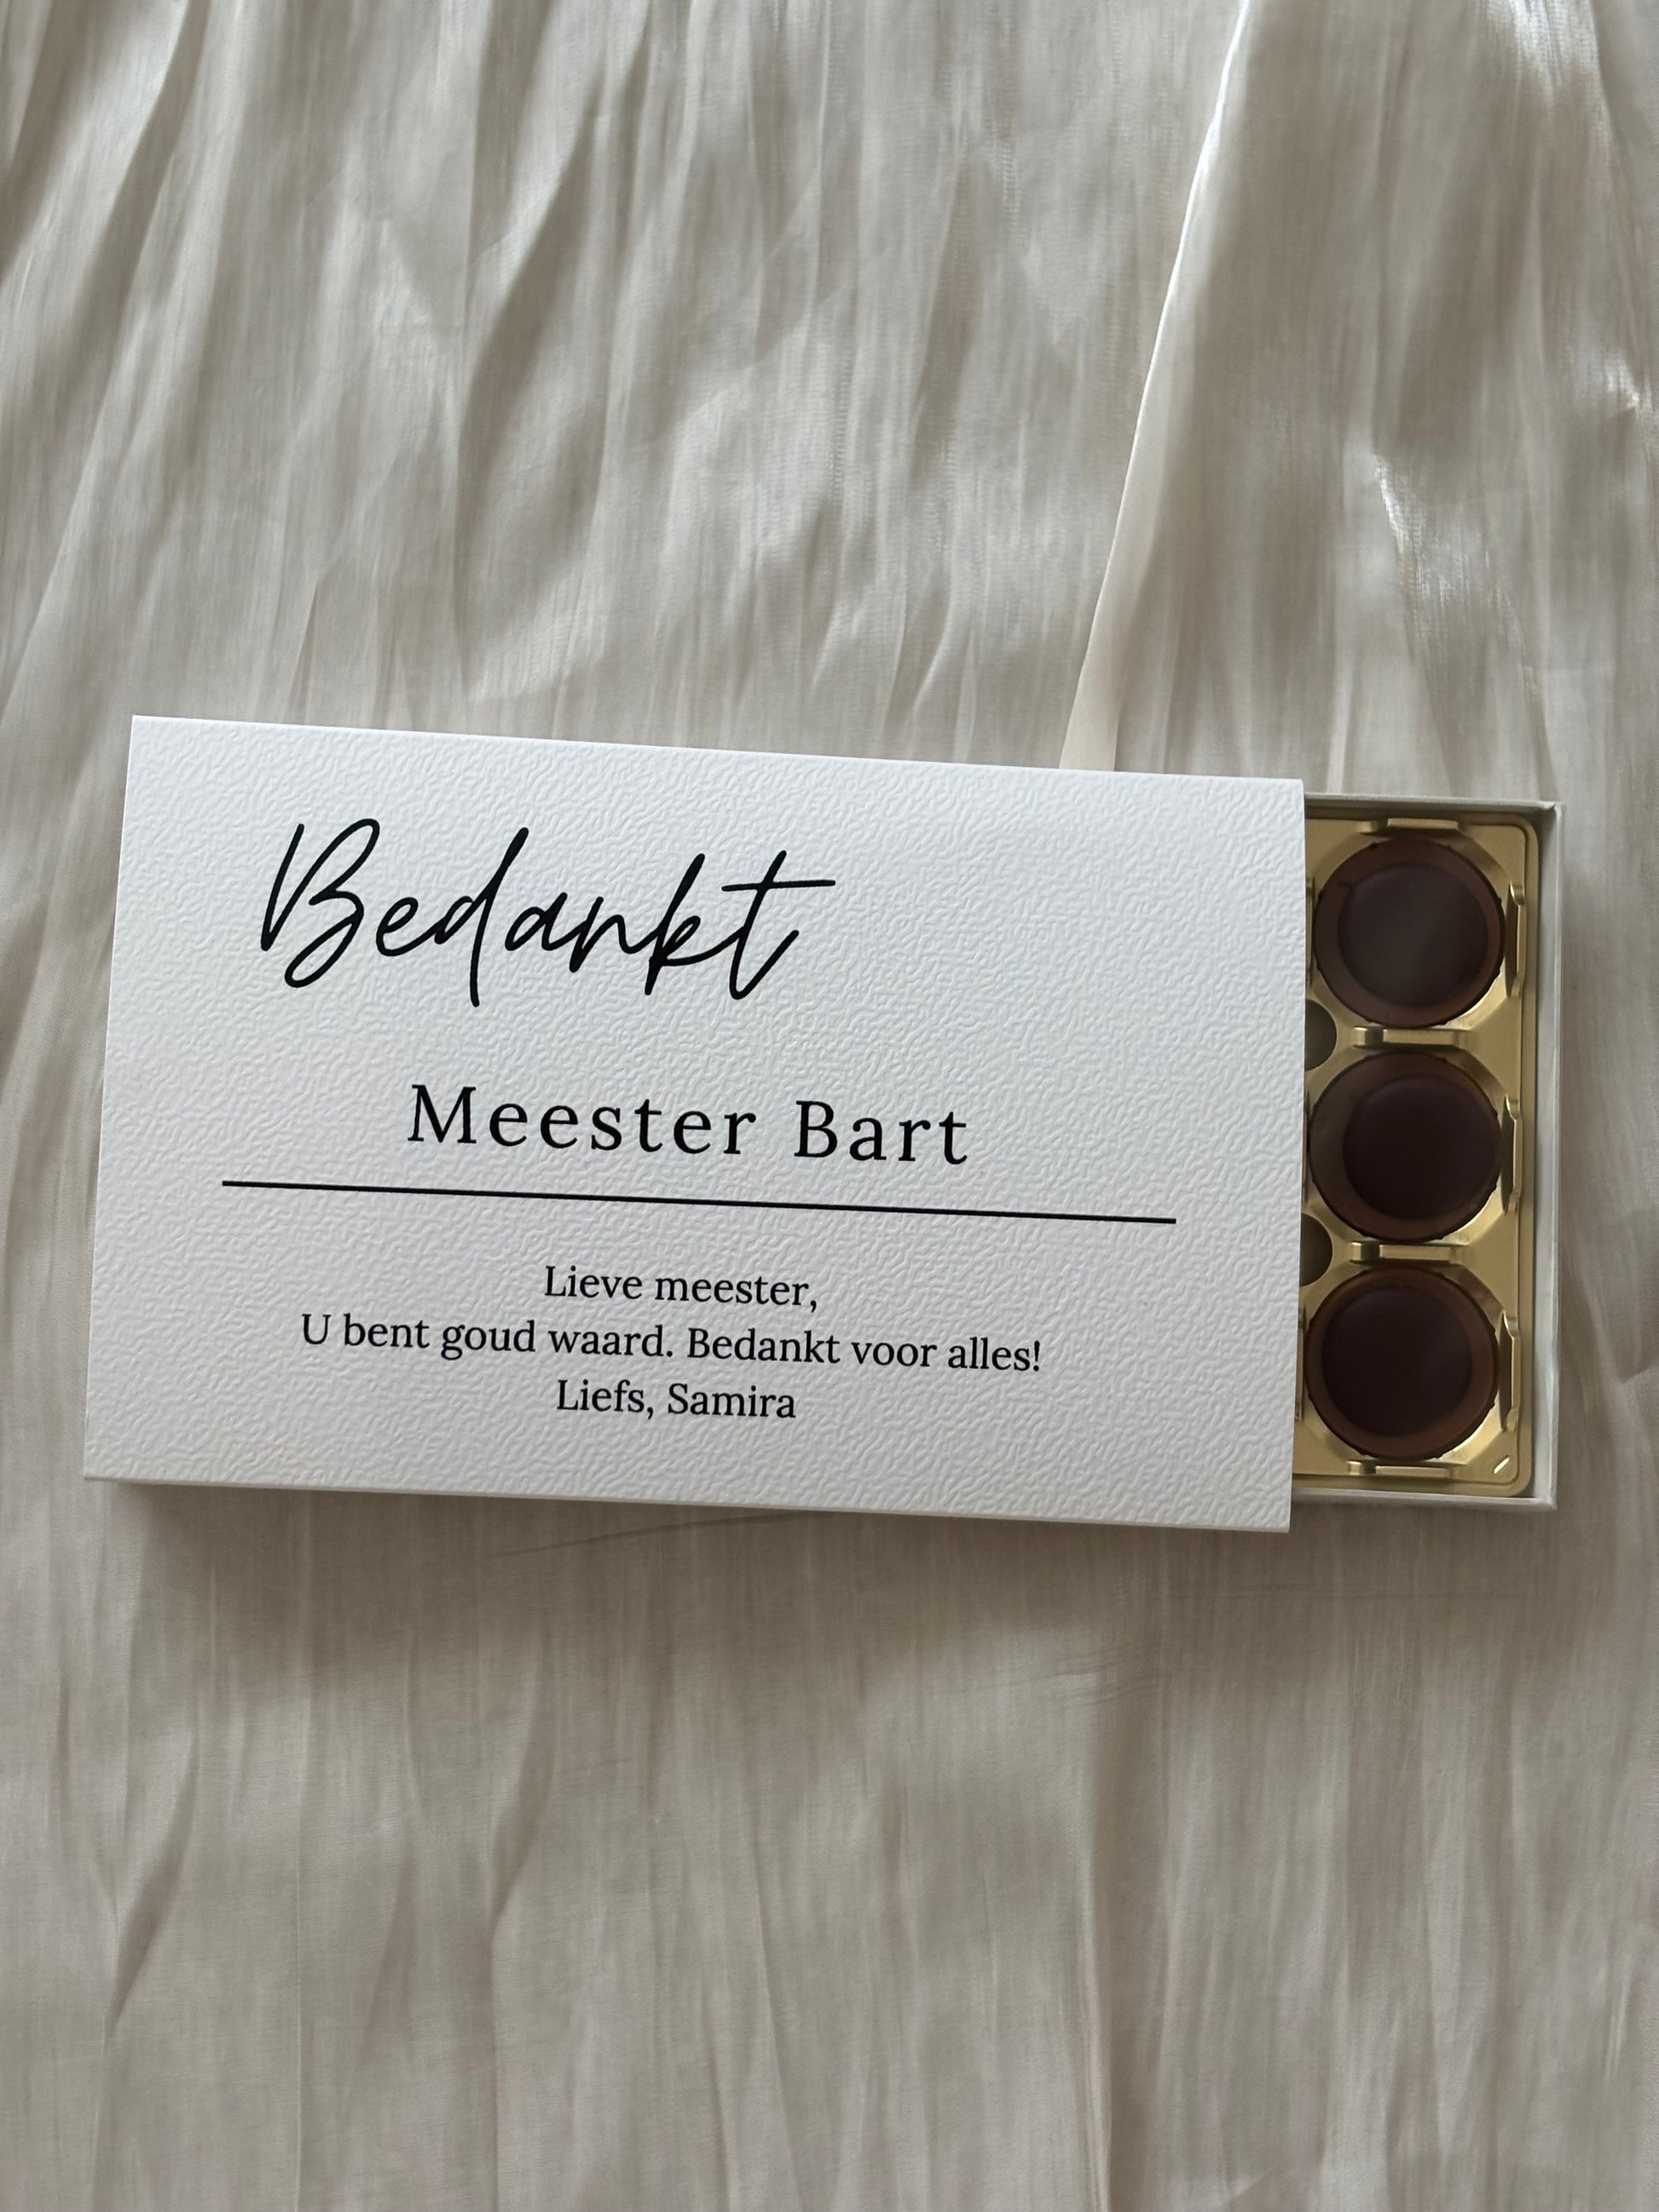 Bedankt
Meester Bart
Lieve meester,
U bent goud waard. Bedankt voor alles!
Liefs, Samira